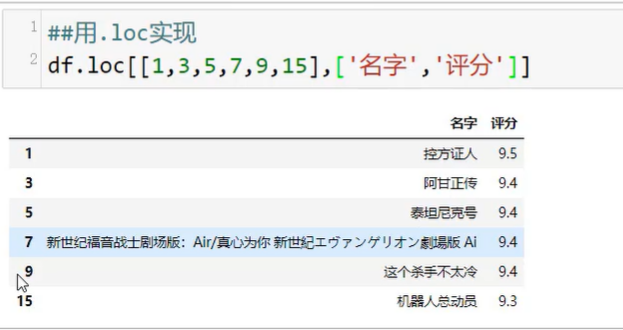 1 ##用.loc实现
2 df.loc[[1,3,5,7,9,15],['名字','评分']]
名字 评分
1 控方证人 9.5
3 阿甘正传 9.4
5 泰坦尼克号 9.4
7 新世纪福音战士剧场版：Air/真心为你 新世紀エヴァンゲリオン劇場版 Ai 9.4
9 这个杀手不太冷 9.4
15 机器人总动员 9.3